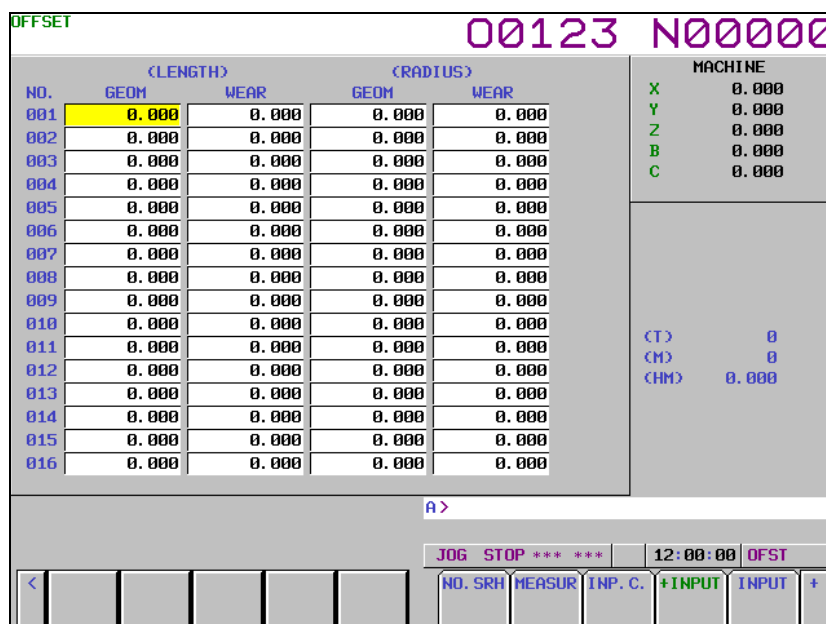 OFFSET
O0123 N00000
(LENGTH) (RADIUS)
NO. GEOM WEAR GEOM WEAR
001 0.000 0.000 0.000 0.000
002 0.000 0.000 0.000 0.000
003 0.000 0.000 0.000 0.000
004 0.000 0.000 0.000 0.000
005 0.000 0.000 0.000 0.000
006 0.000 0.000 0.000 0.000
007 0.000 0.000 0.000 0.000
008 0.000 0.000 0.000 0.000
009 0.000 0.000 0.000 0.000
010 0.000 0.000 0.000 0.000
011 0.000 0.000 0.000 0.000
012 0.000 0.000 0.000 0.000
013 0.000 0.000 0.000 0.000
014 0.000 0.000 0.000 0.000
015 0.000 0.000 0.000 0.000
016 0.000 0.000 0.000 0.000
MACHINE
X 0.000
Y 0.000
Z 0.000
B 0.000
C 0.000
(T) 0
(M) 0
(HM) 0.000
A>
JOG STOP *** *** 12:00:00 OFST
< NO.SRH MEASUR INP.C. +INPUT INPUT +